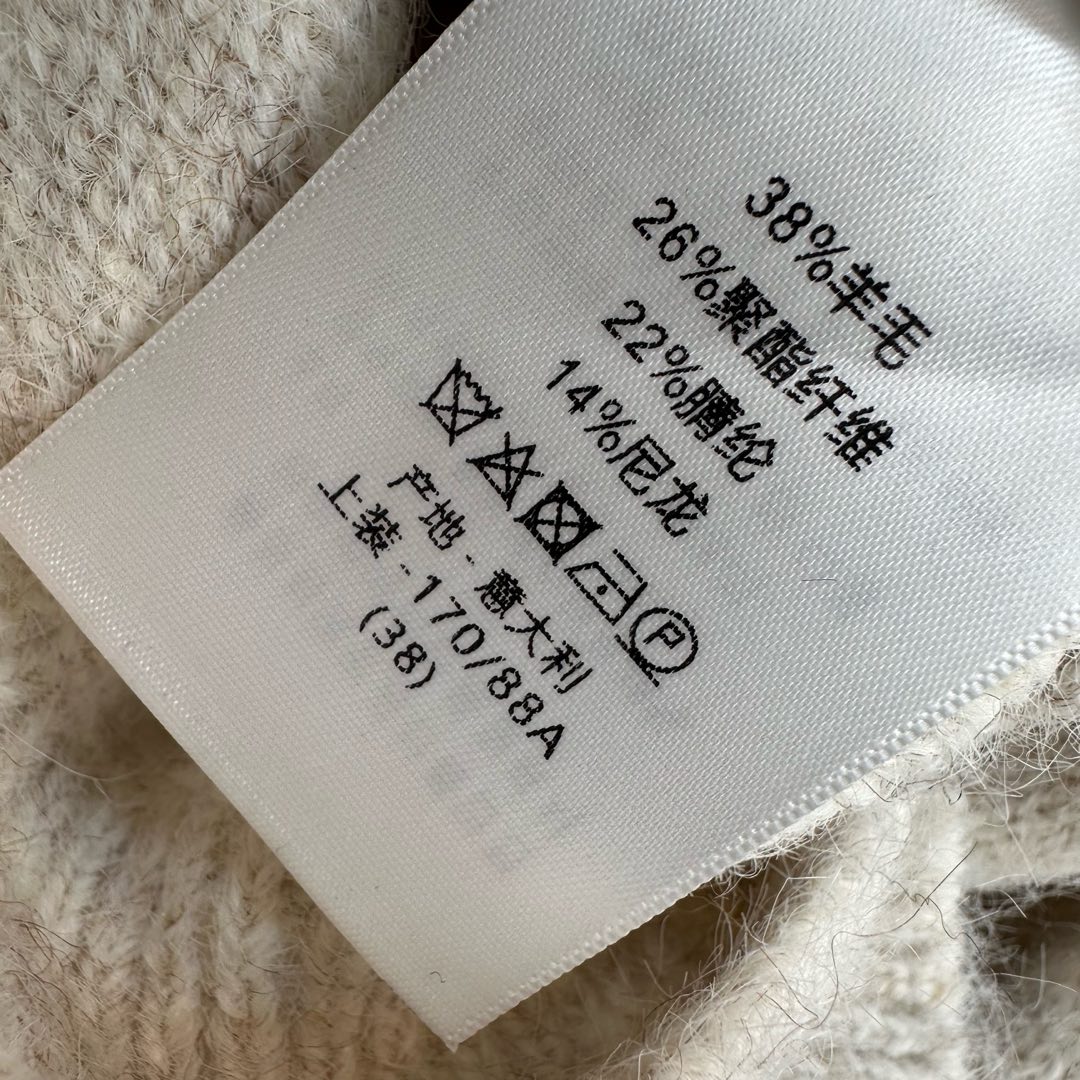 38%羊毛
26%聚酯纤维
22%腈纶
14%尼龙
P
产地·意大利
上装·170/88A
(38)